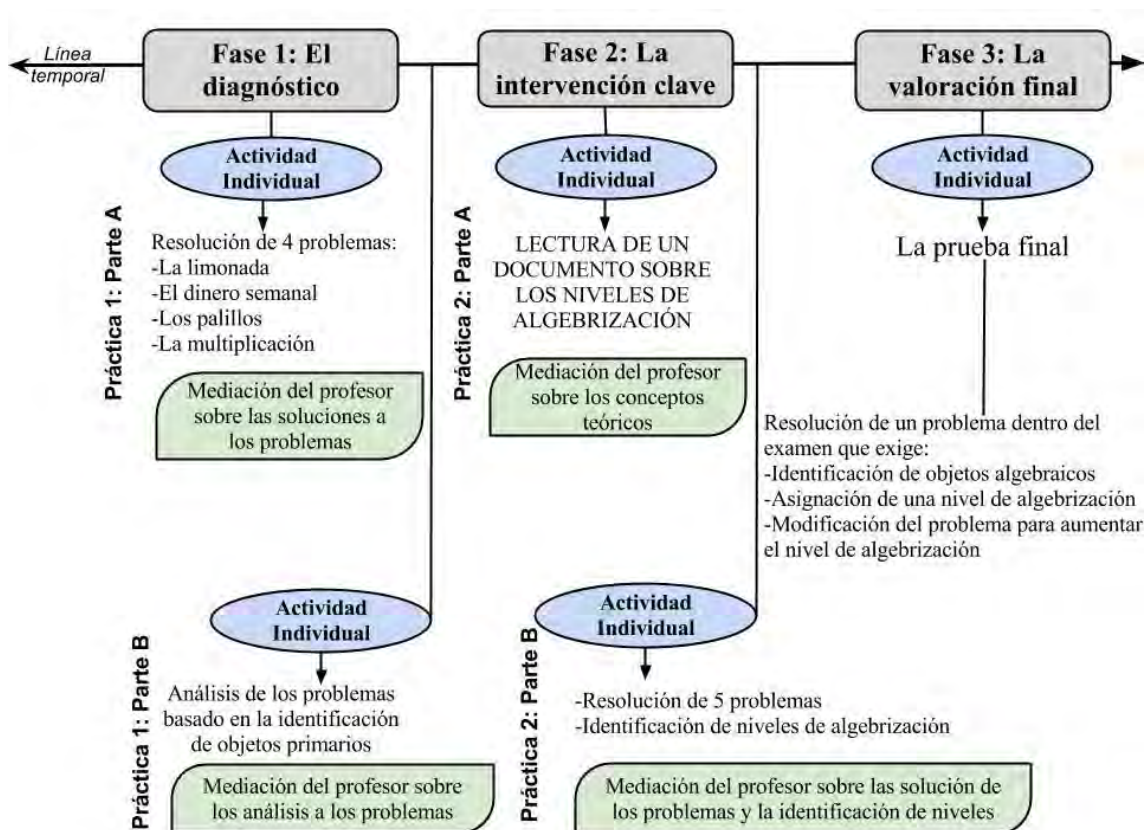 Línea
temporal
Fase 1: El
diagnóstico
Fase 2: La
intervención clave
Fase 3: La
valoración final
Práctica 1: Parte A
Actividad
Individual
Resolución de 4 problemas:
-La limonada
-El dinero semanal
-Los palillos
-La multiplicación
Mediación del profesor
sobre las soluciones a
los problemas
Práctica 2: Parte A
Actividad
Individual
LECTURA DE UN
DOCUMENTO SOBRE
LOS NIVELES DE
ALGEBRIZACIÓN
Mediación del profesor
sobre los conceptos
teóricos
Actividad
Individual
La prueba final
Resolución de un problema dentro del
examen que exige:
-Identificación de objetos algebraicos
-Asignación de una nivel de algebrización
-Modificación del problema para aumentar
el nivel de algebrización
Práctica 1: Parte B
Actividad
Individual
Análisis de los problemas
basado en la identificación
de objetos primarios
Mediación del profesor sobre
los análisis a los problemas
Práctica 2: Parte B
Actividad
Individual
-Resolución de 5 problemas
-Identificación de niveles de algebrización
Mediación del profesor sobre las solución de
los problemas y la identificación de niveles